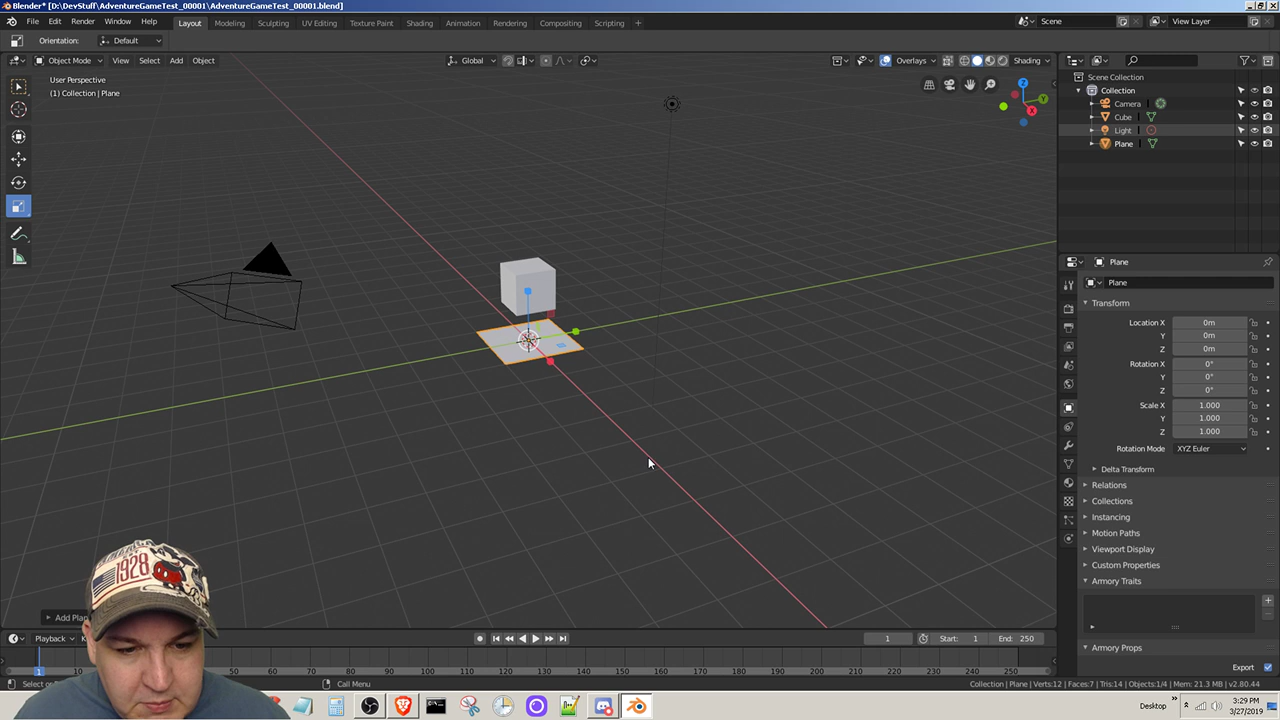 Blender* [D:\DevStuff\AdventureGameTest_00001\AdventureGameTest_00001.blend]
File Edit Render Window Help Layout Modeling Sculpting UV Editing Texture Paint Shading Animation Rendering Compositing Scripting + Scene View Layer
Orientation: Default
Object Mode View Select Add Object Global Overlays Shading
User Perspective
(1) Collection | Plane
Scene Collection
Collection
Camera
Cube
Light
Plane
Plane
Plane
Transform
Location X 0m
Y 0m
Z 0m
Rotation X 0°
Y 0°
Z 0°
Scale X 1.000
Y 1.000
Z 1.000
Rotation Mode XYZ Euler
Delta Transform
Relations
Collections
Instancing
Motion Paths
Viewport Display
Custom Properties
Armory Traits
Armory Props
Export
1928
Playback 1 Start: 1 End: 250
1 10 70 80 90 100 110 120 130 140 150 160 170 180 190 200 210 220 230 240 250
Call Menu Collection | Plane | Verts:12 | Faces:7 | Tris:14 | Objects:1/4 | Mem: 21.3 MB | v2.80.44
Desktop 3:29 PM
3/27/2019